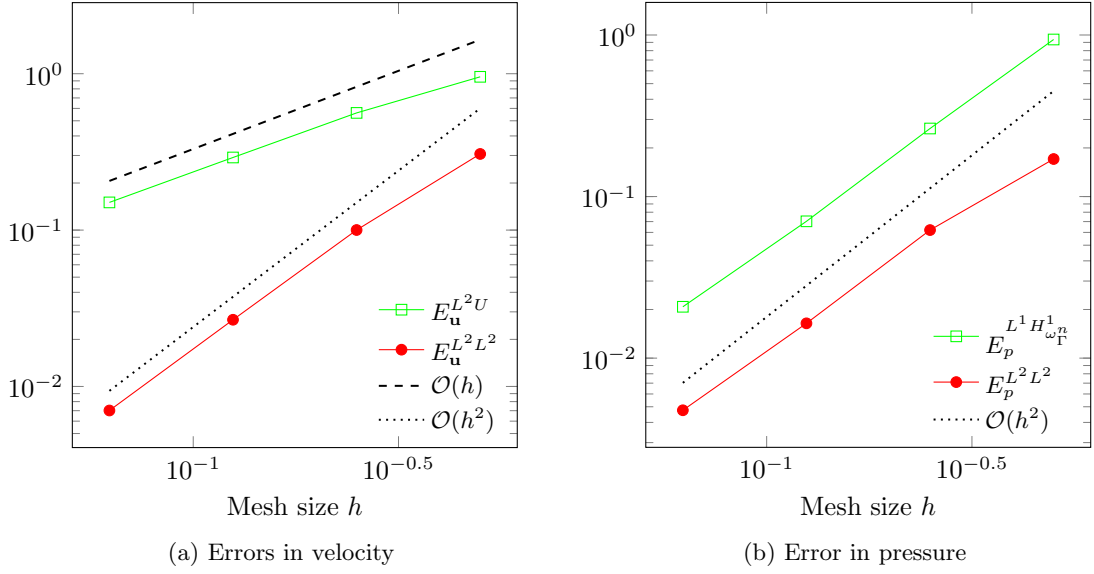 10^0
10^{-1}
10^{-2}
10^{-1}
10^{-0.5}
Mesh size h
E_𝐮^{L^2U}
E_𝐮^{L^2L^2}
𝒪(h)
𝒪(h^2)
(a) Errors in velocity
10^0
10^{-1}
10^{-2}
10^{-1}
10^{-0.5}
Mesh size h
E_p^{L^1H^1_{ω_Γ^n}}
E_p^{L^2L^2}
𝒪(h^2)
(b) Error in pressure